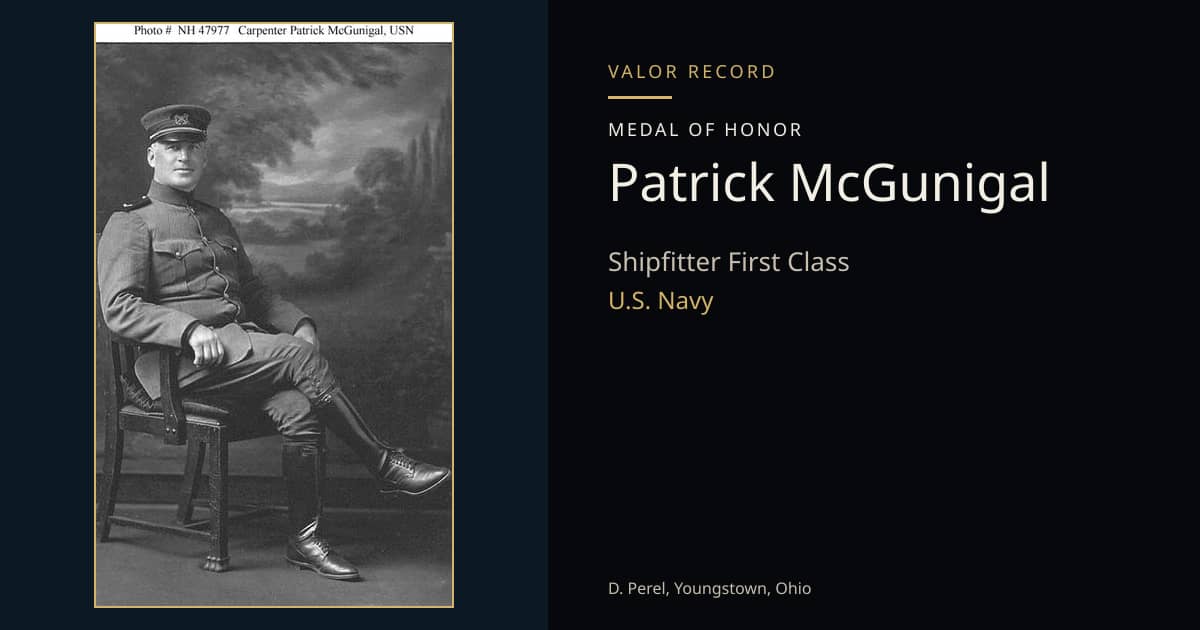 Photo # NH 47977 Carpenter Patrick McGunigal, USN
VALOR RECORD
MEDAL OF HONOR
Patrick McGunigal
Shipfitter First Class
U.S. Navy
D. Perel, Youngstown, Ohio